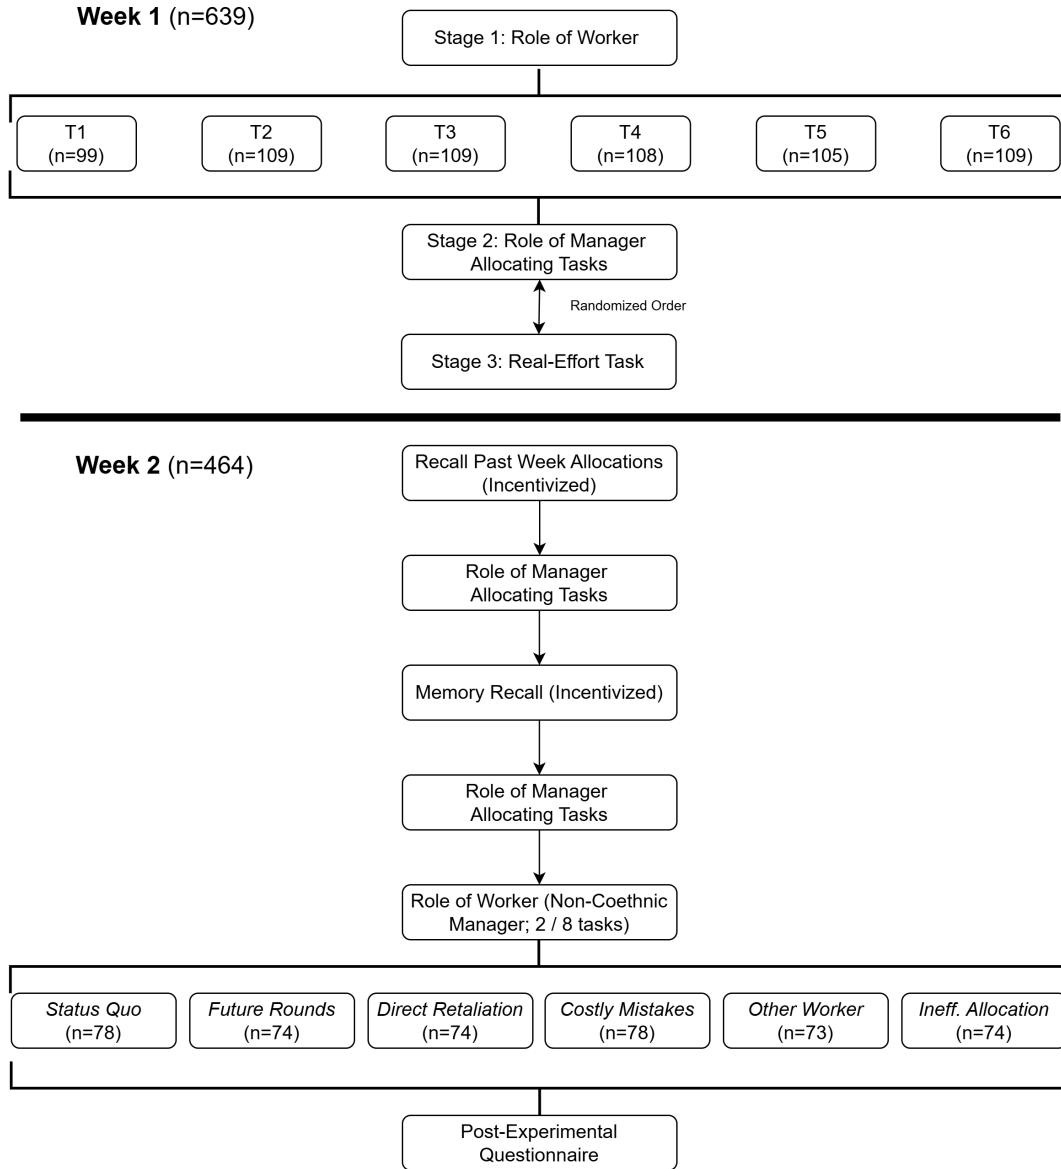 Week 1 (n=639)
Stage 1: Role of Worker
T1
(n=99)
T2
(n=109)
T3
(n=109)
T4
(n=108)
T5
(n=105)
T6
(n=109)
Stage 2: Role of Manager
Allocating Tasks
Randomized Order
Stage 3: Real-Effort Task
Week 2 (n=464)
Recall Past Week Allocations
(Incentivized)
Role of Manager
Allocating Tasks
Memory Recall (Incentivized)
Role of Manager
Allocating Tasks
Role of Worker (Non-Coethnic
Manager; 2 / 8 tasks)
Status Quo
(n=78)
Future Rounds
(n=74)
Direct Retaliation
(n=74)
Costly Mistakes
(n=78)
Other Worker
(n=73)
Ineff. Allocation
(n=74)
Post-Experimental
Questionnaire